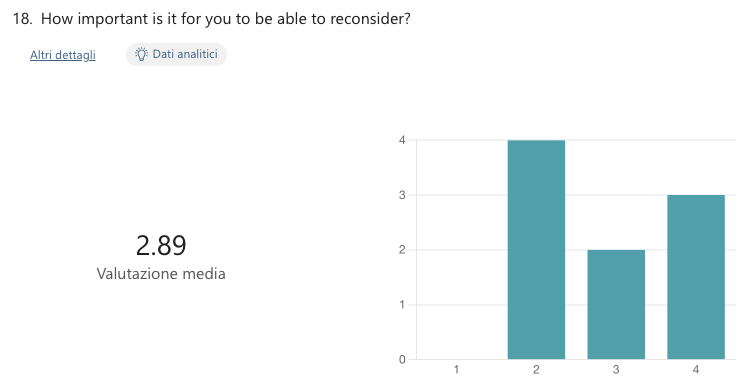 18. How important is it for you to be able to reconsider?
Altri dettagli
Dati analitici
2.89
Valutazione media
4
3
2
1
0
1 2 3 4